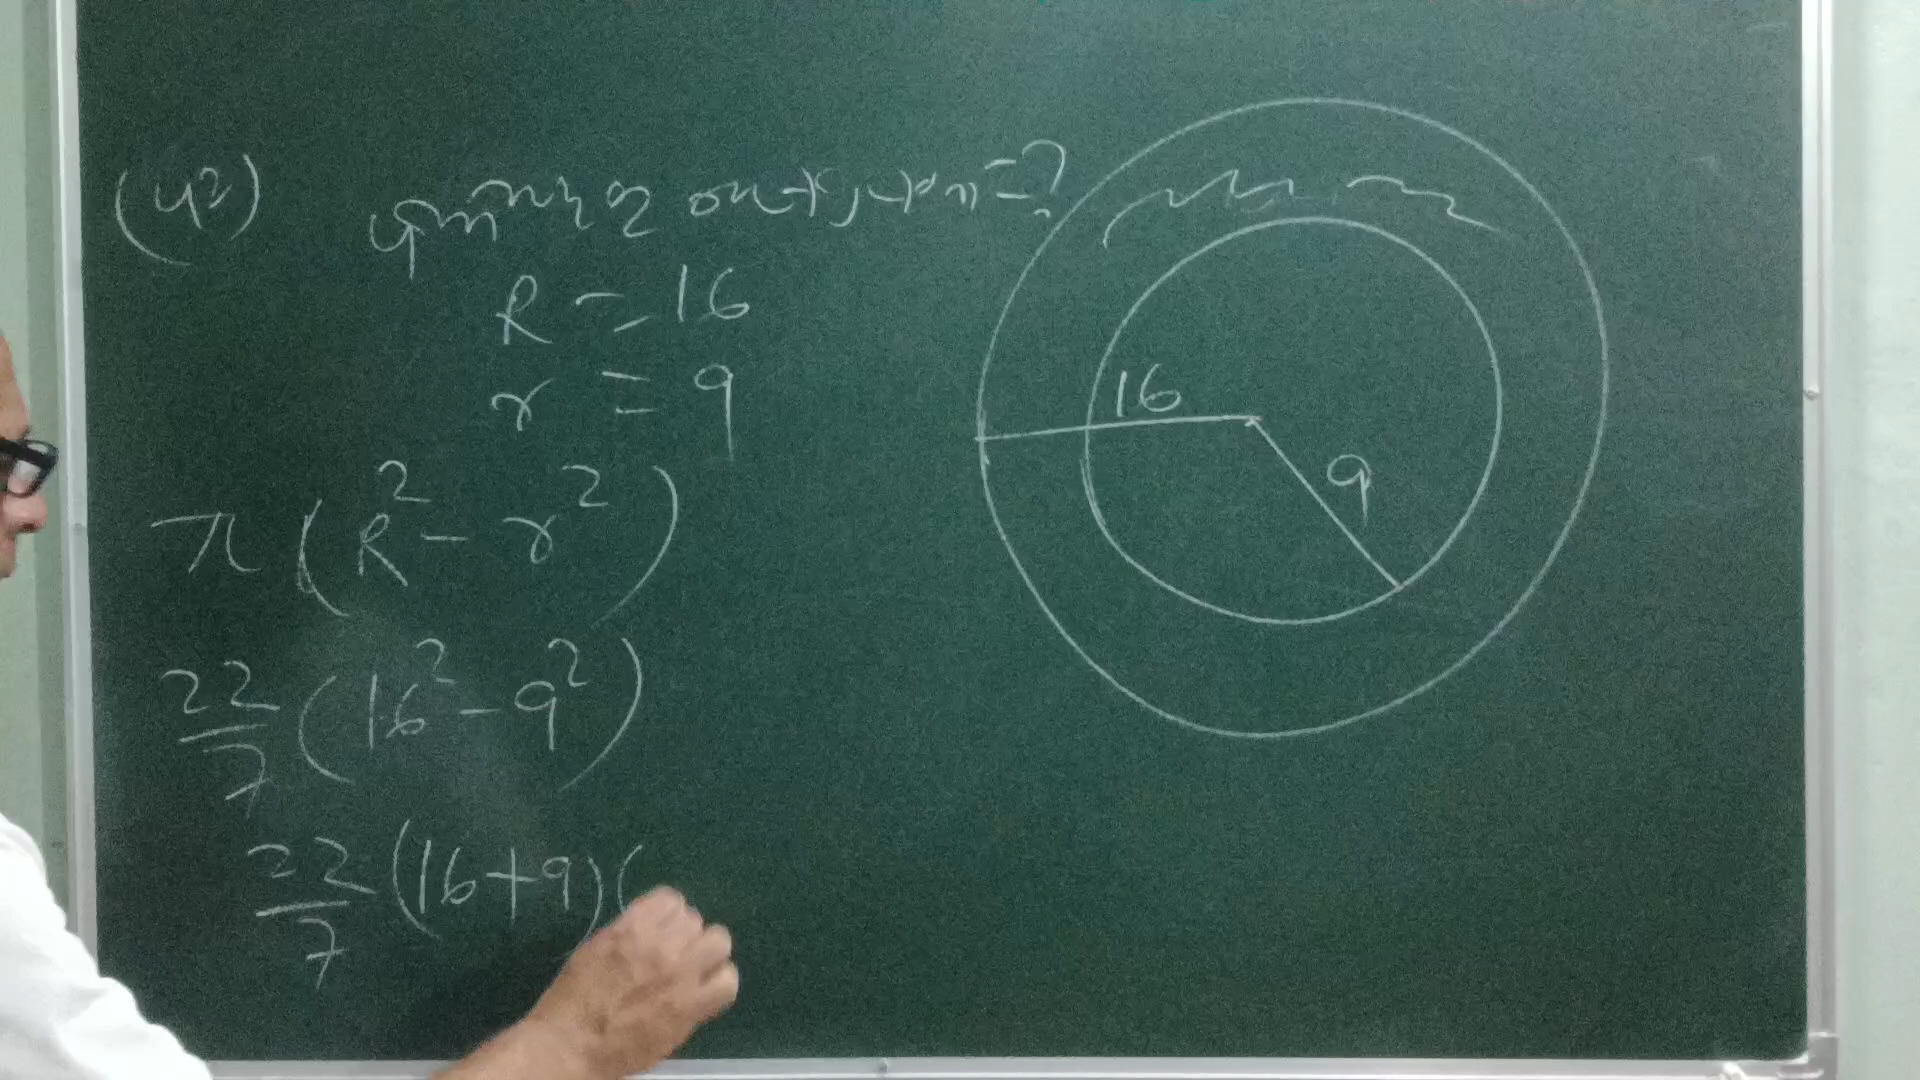 (42)
= ?
R = 16
r = 9
π (R² - r²)
22/7 (16² - 9²)
22/7 (16+9)(
16
9